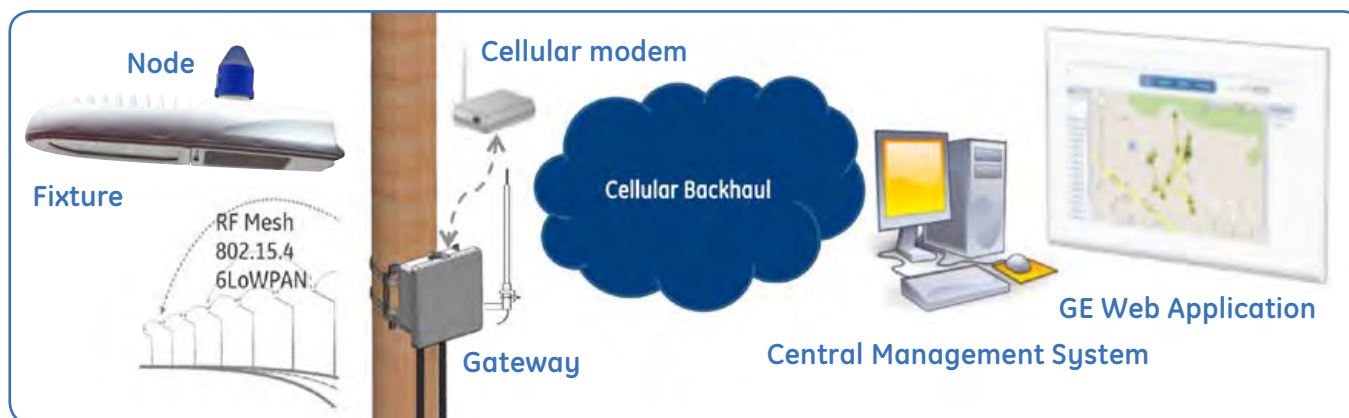 Node
Cellular modem
Fixture
RF Mesh
802.15.4
6LoWPAN
Cellular Backhaul
Gateway
GE Web Application
Central Management System